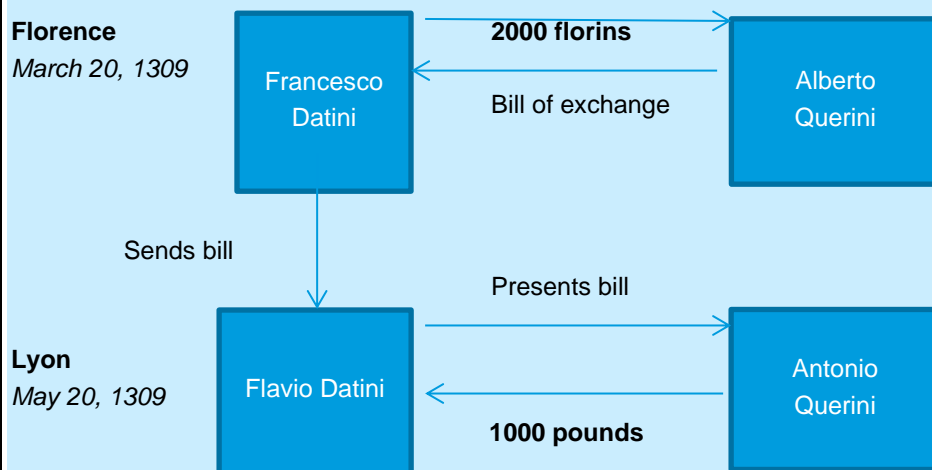 Florence
March 20, 1309
Francesco
Datini
2000 florins
Bill of exchange
Alberto
Querini
Sends bill
Presents bill
Lyon
May 20, 1309
Flavio Datini
1000 pounds
Antonio
Querini